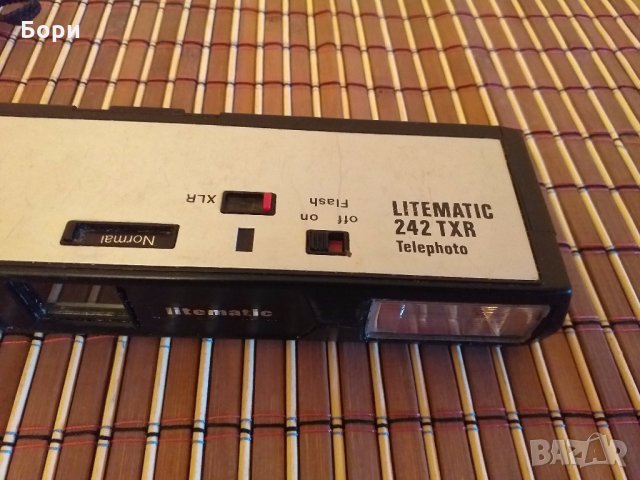 Бори
XLR
Flash
off on
LITEMATIC
242 TXR
Telephoto
Normal
litematic
BAZAR